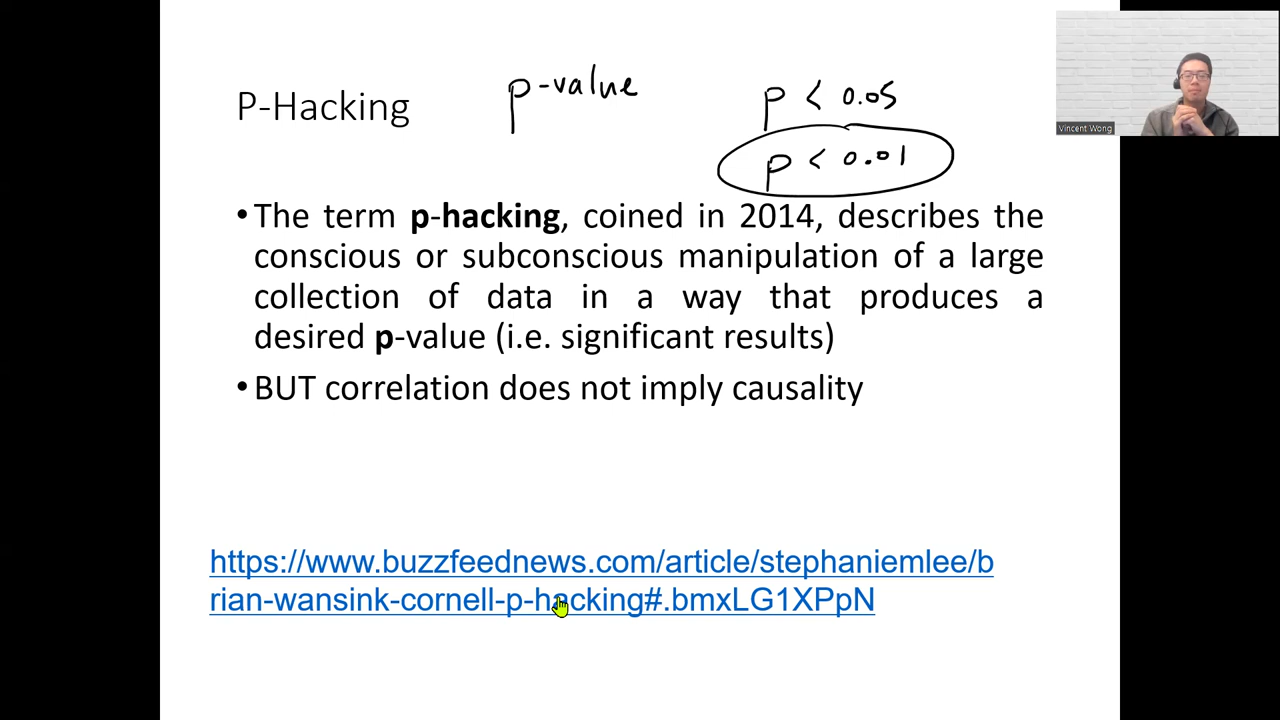 P-Hacking
p-value
p < 0.05
p < 0.01
Vincent Wong
•The term p-hacking, coined in 2014, describes the
conscious or subconscious manipulation of a large
collection of data in a way that produces a
desired p-value (i.e. significant results)
•BUT correlation does not imply causality
https://www.buzzfeednews.com/article/stephaniemlee/b
rian-wansink-cornell-p-hacking#.bmxLG1XPpN